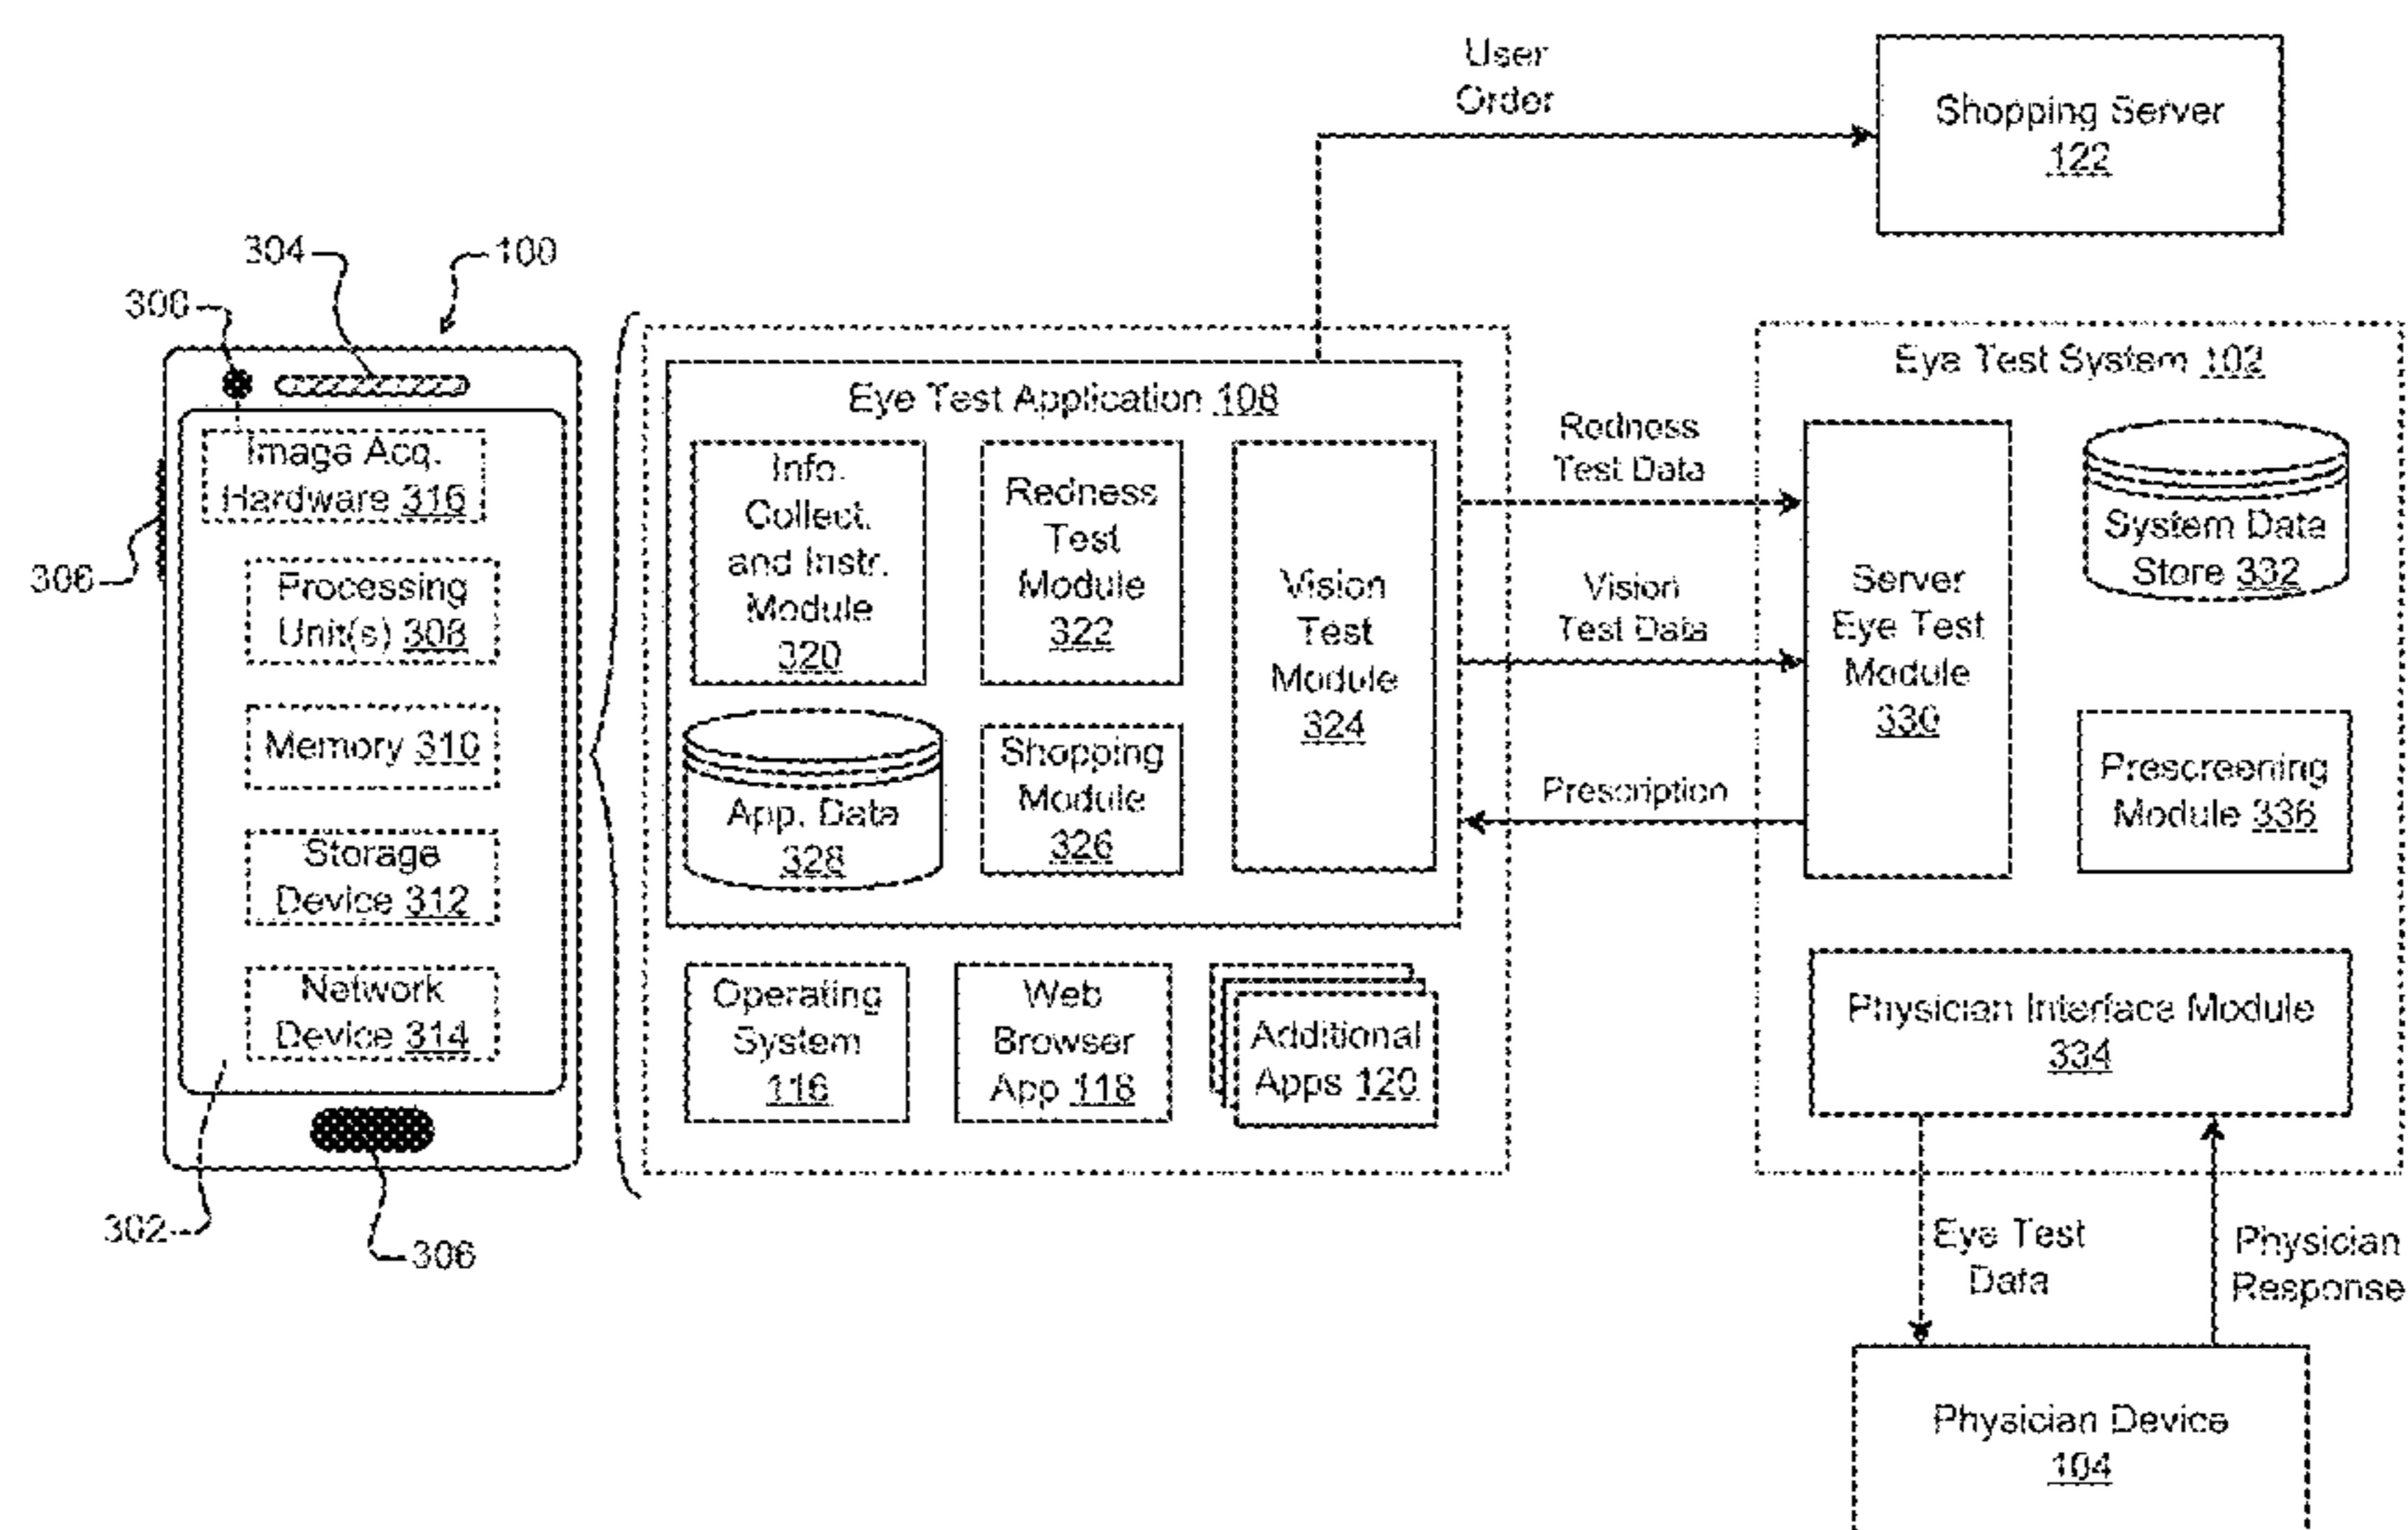 User
Order
Shopping Server
122
304
100
306
Image Acq.
Hardware 316
306
Processing
Unit(s) 308
Memory 310
Storage
Device 312
Network
Device 314
302
306
Eye Test Application 108
Info.
Collect.
and Instr.
Module
320
Redness
Test
Module
322
Vision
Test
Module
324
App. Data
328
Shopping
Module
326
Operating
System
116
Web
Browser
App 118
Additional
Apps 120
Redness
Test Data
Vision
Test Data
Prescription
Eye Test System 102
Server
Eye Test
Module
330
System Data
Store 332
Prescreening
Module 336
Physician Interface Module
334
Eye Test
Data
Physician
Response
Physician Device
104